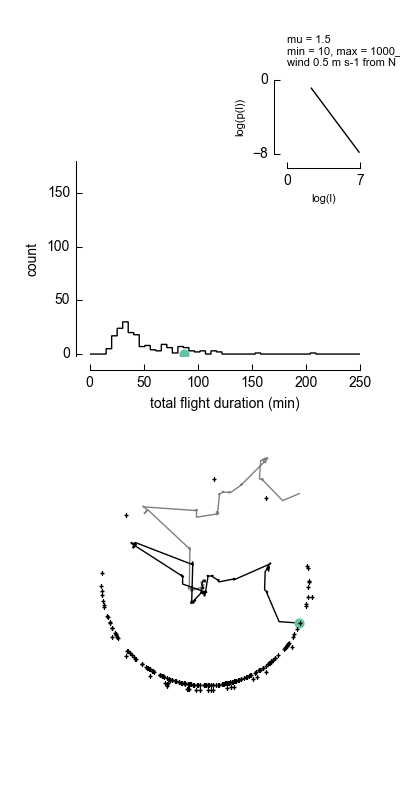 mu = 1.5
min = 10, max = 1000_
wind 0.5 m s-1 from N
0
log(p(l))
−8
0
7
log(l)
150
100
50
0
count
0
50
100
150
200
250
total flight duration (min)